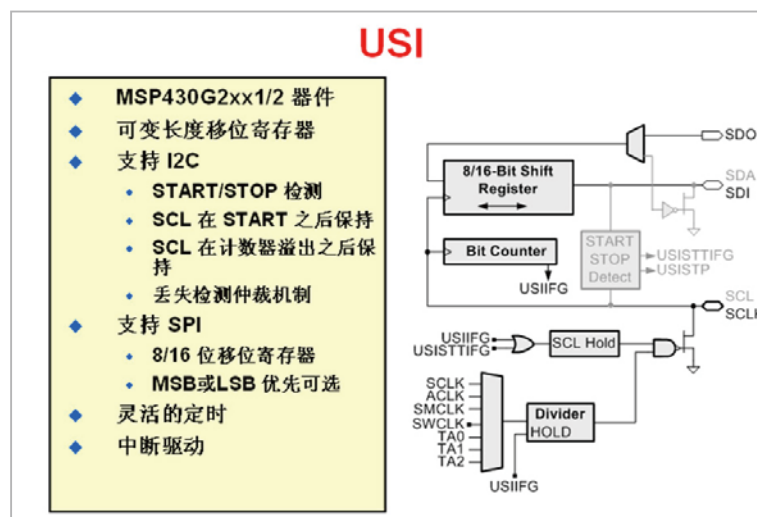 USI
MSP430G2xx1/2 器件
可变长度移位寄存器
支持 I2C
START/STOP 检测
SCL 在 START 之后保持
SCL 在计数器溢出之后保
持
丢失检测仲裁机制
支持 SPI
8/16 位移位寄存器
MSB或LSB 优先可选
灵活的定时
中断驱动
SDO
8/16-Bit Shift
Register
SDA
SDI
Bit Counter
USIIFG
START
STOP
Detect
USISTTIFG
USISTP
SCL
SCLK
USIIFG
USISTTIFG
SCL Hold
SCLK
ACLK
SMCLK
SWCLK
TA0
TA1
TA2
Divider
HOLD
USIIFG